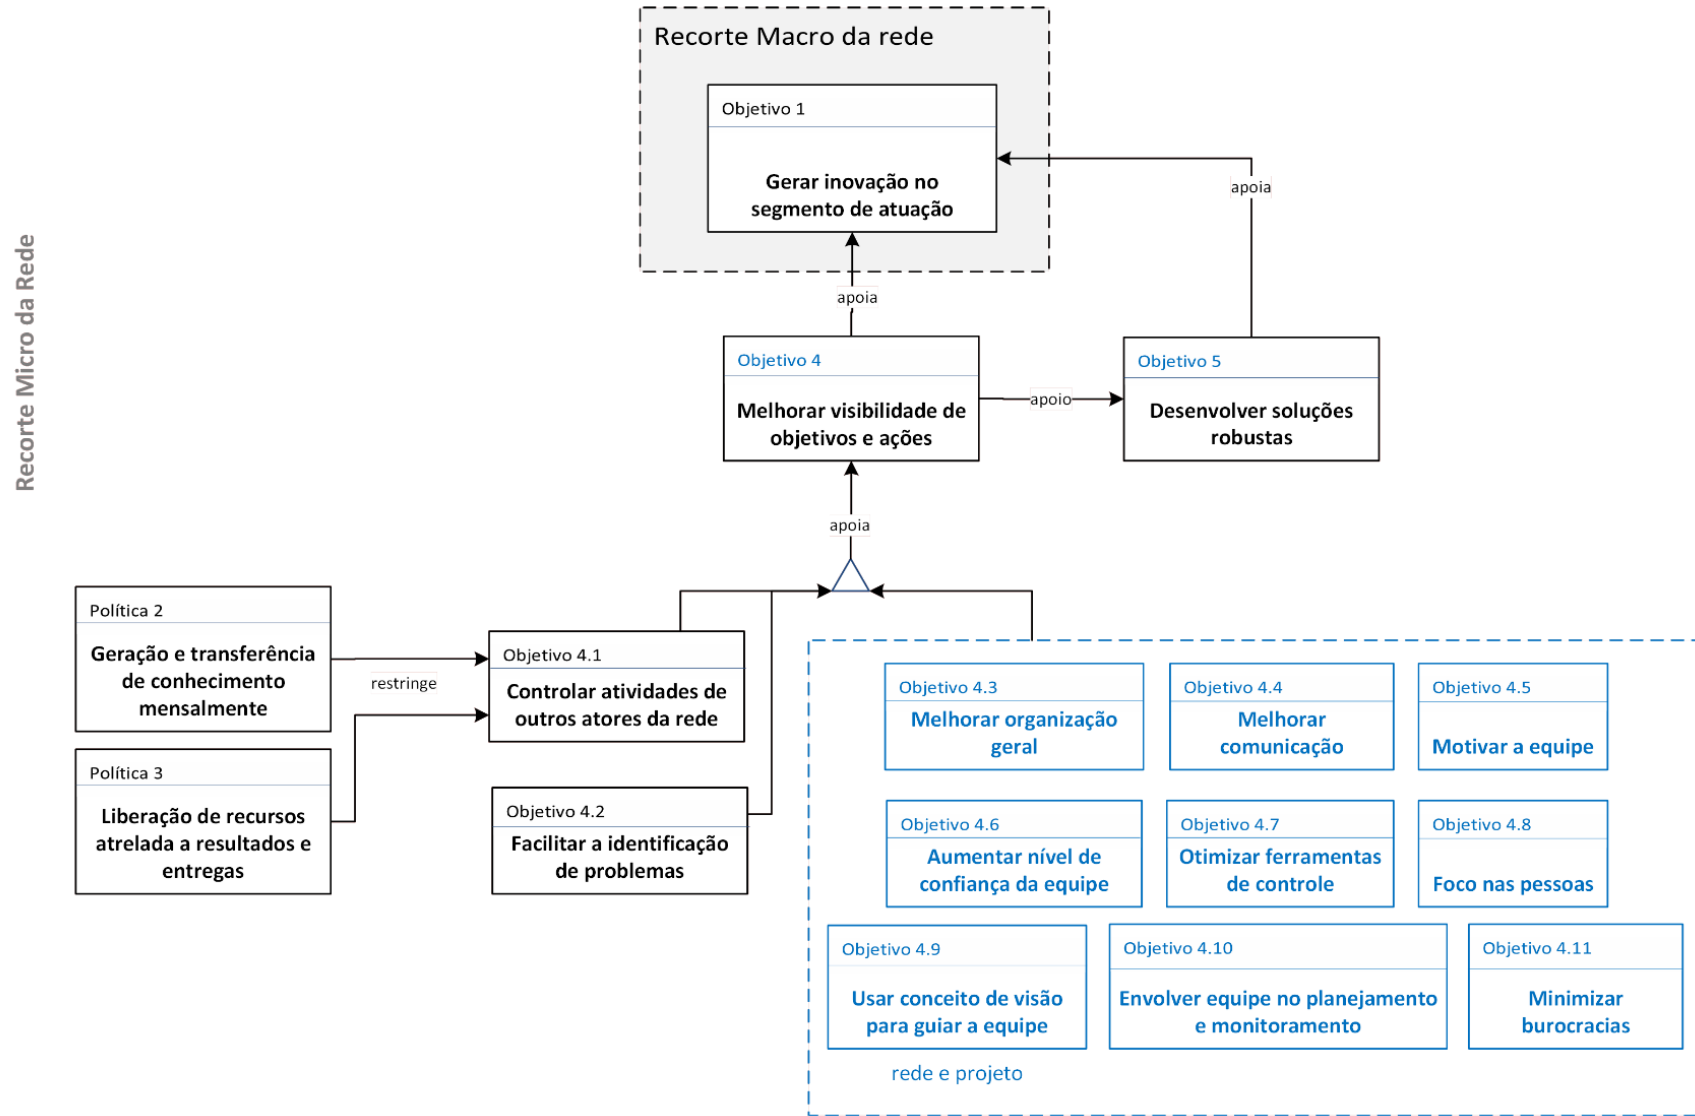 Recorte Macro da rede
Objetivo 1
Gerar inovação no
segmento de atuação
apoia
apoia
Recorte Micro da Rede
Objetivo 4
Melhorar visibilidade de
objetivos e ações
apoio
Objetivo 5
Desenvolver soluções
robustas
apoia
Política 2
Geração e transferência
de conhecimento
mensalmente
restringe
Política 3
Liberação de recursos
atrelada a resultados e
entregas
Objetivo 4.1
Controlar atividades de
outros atores da rede
Objetivo 4.2
Facilitar a identificação
de problemas
Objetivo 4.3
Melhorar organização
geral
Objetivo 4.4
Melhorar
comunicação
Objetivo 4.5
Motivar a equipe
Objetivo 4.6
Aumentar nível de
confiança da equipe
Objetivo 4.7
Otimizar ferramentas
de controle
Objetivo 4.8
Foco nas pessoas
Objetivo 4.9
Usar conceito de visão
para guiar a equipe
Objetivo 4.10
Envolver equipe no planejamento
e monitoramento
Objetivo 4.11
Minimizar
burocracias
rede e projeto